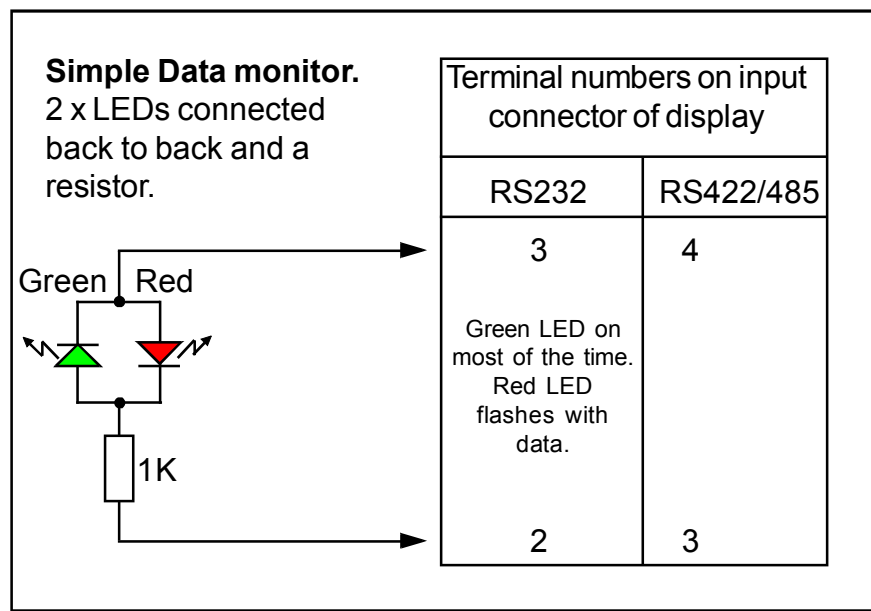 Simple Data monitor.
2 x LEDs connected
back to back and a
resistor.
Green Red
1K
Terminal numbers on input
connector of display
RS232 RS422/485
3 4
Green LED on
most of the time.
Red LED
flashes with
data.
2 3